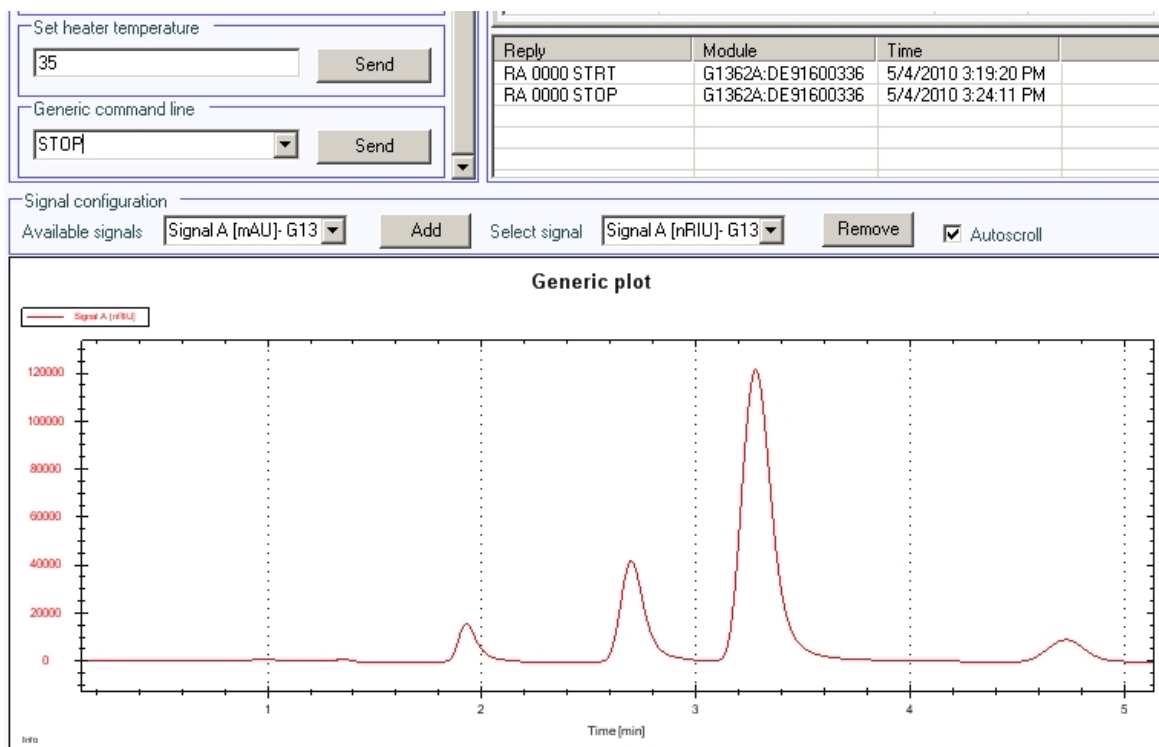 Set heater temperature
35
Send
Generic command line
STOP
Send
Reply Module Time
RA 0000 STRT G1362A:DE91600336 5/4/2010 3:19:20 PM
RA 0000 STOP G1362A:DE91600336 5/4/2010 3:24:11 PM
Signal configuration
Available signals Signal A [mAU]- G13 Add Select signal Signal A [nRIU]- G13 Remove Autoscroll
Generic plot
Signal A [nRIU]
120000
100000
80000
60000
40000
20000
0
1 2 3 4 5
Time [min]
Info